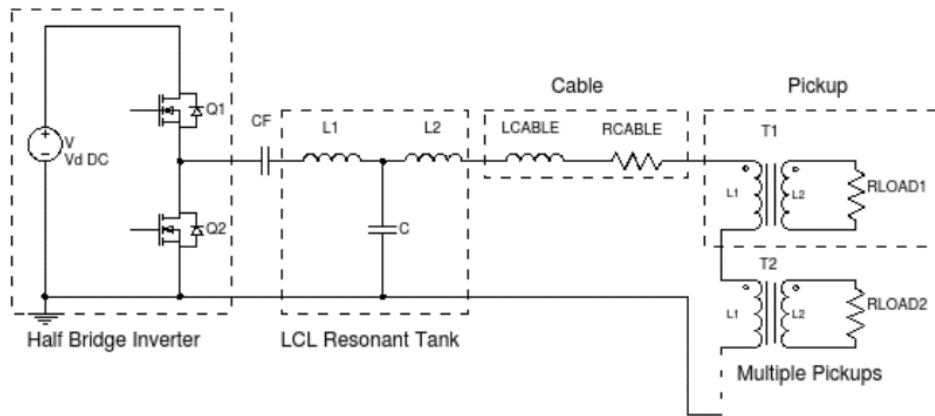 Cable
Pickup
Q1
CF
L1
L2
LCABLE
RCABLE
T1
V
Vd DC
L1
L2
RLOAD1
Q2
C
T2
L1
L2
RLOAD2
Half Bridge Inverter
LCL Resonant Tank
Multiple Pickups